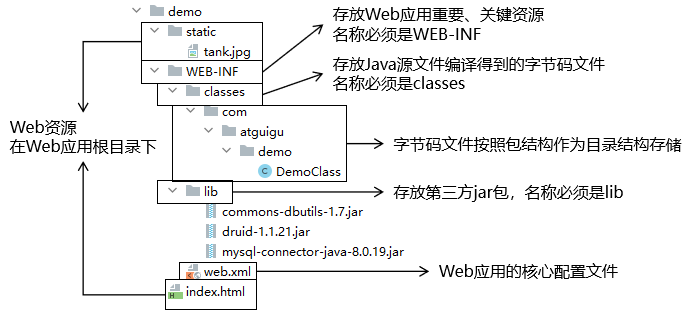 demo
static
tank.jpg
WEB-INF
classes
com
atguigu
demo
DemoClass
lib
commons-dbutils-1.7.jar
druid-1.1.21.jar
mysql-connector-java-8.0.19.jar
web.xml
index.html
Web资源
在Web应用根目录下
存放Web应用重要、关键资源
名称必须是WEB-INF
存放Java源文件编译得到的字节码文件
名称必须是classes
字节码文件按照包结构作为目录结构存储
存放第三方jar包，名称必须是lib
Web应用的核心配置文件